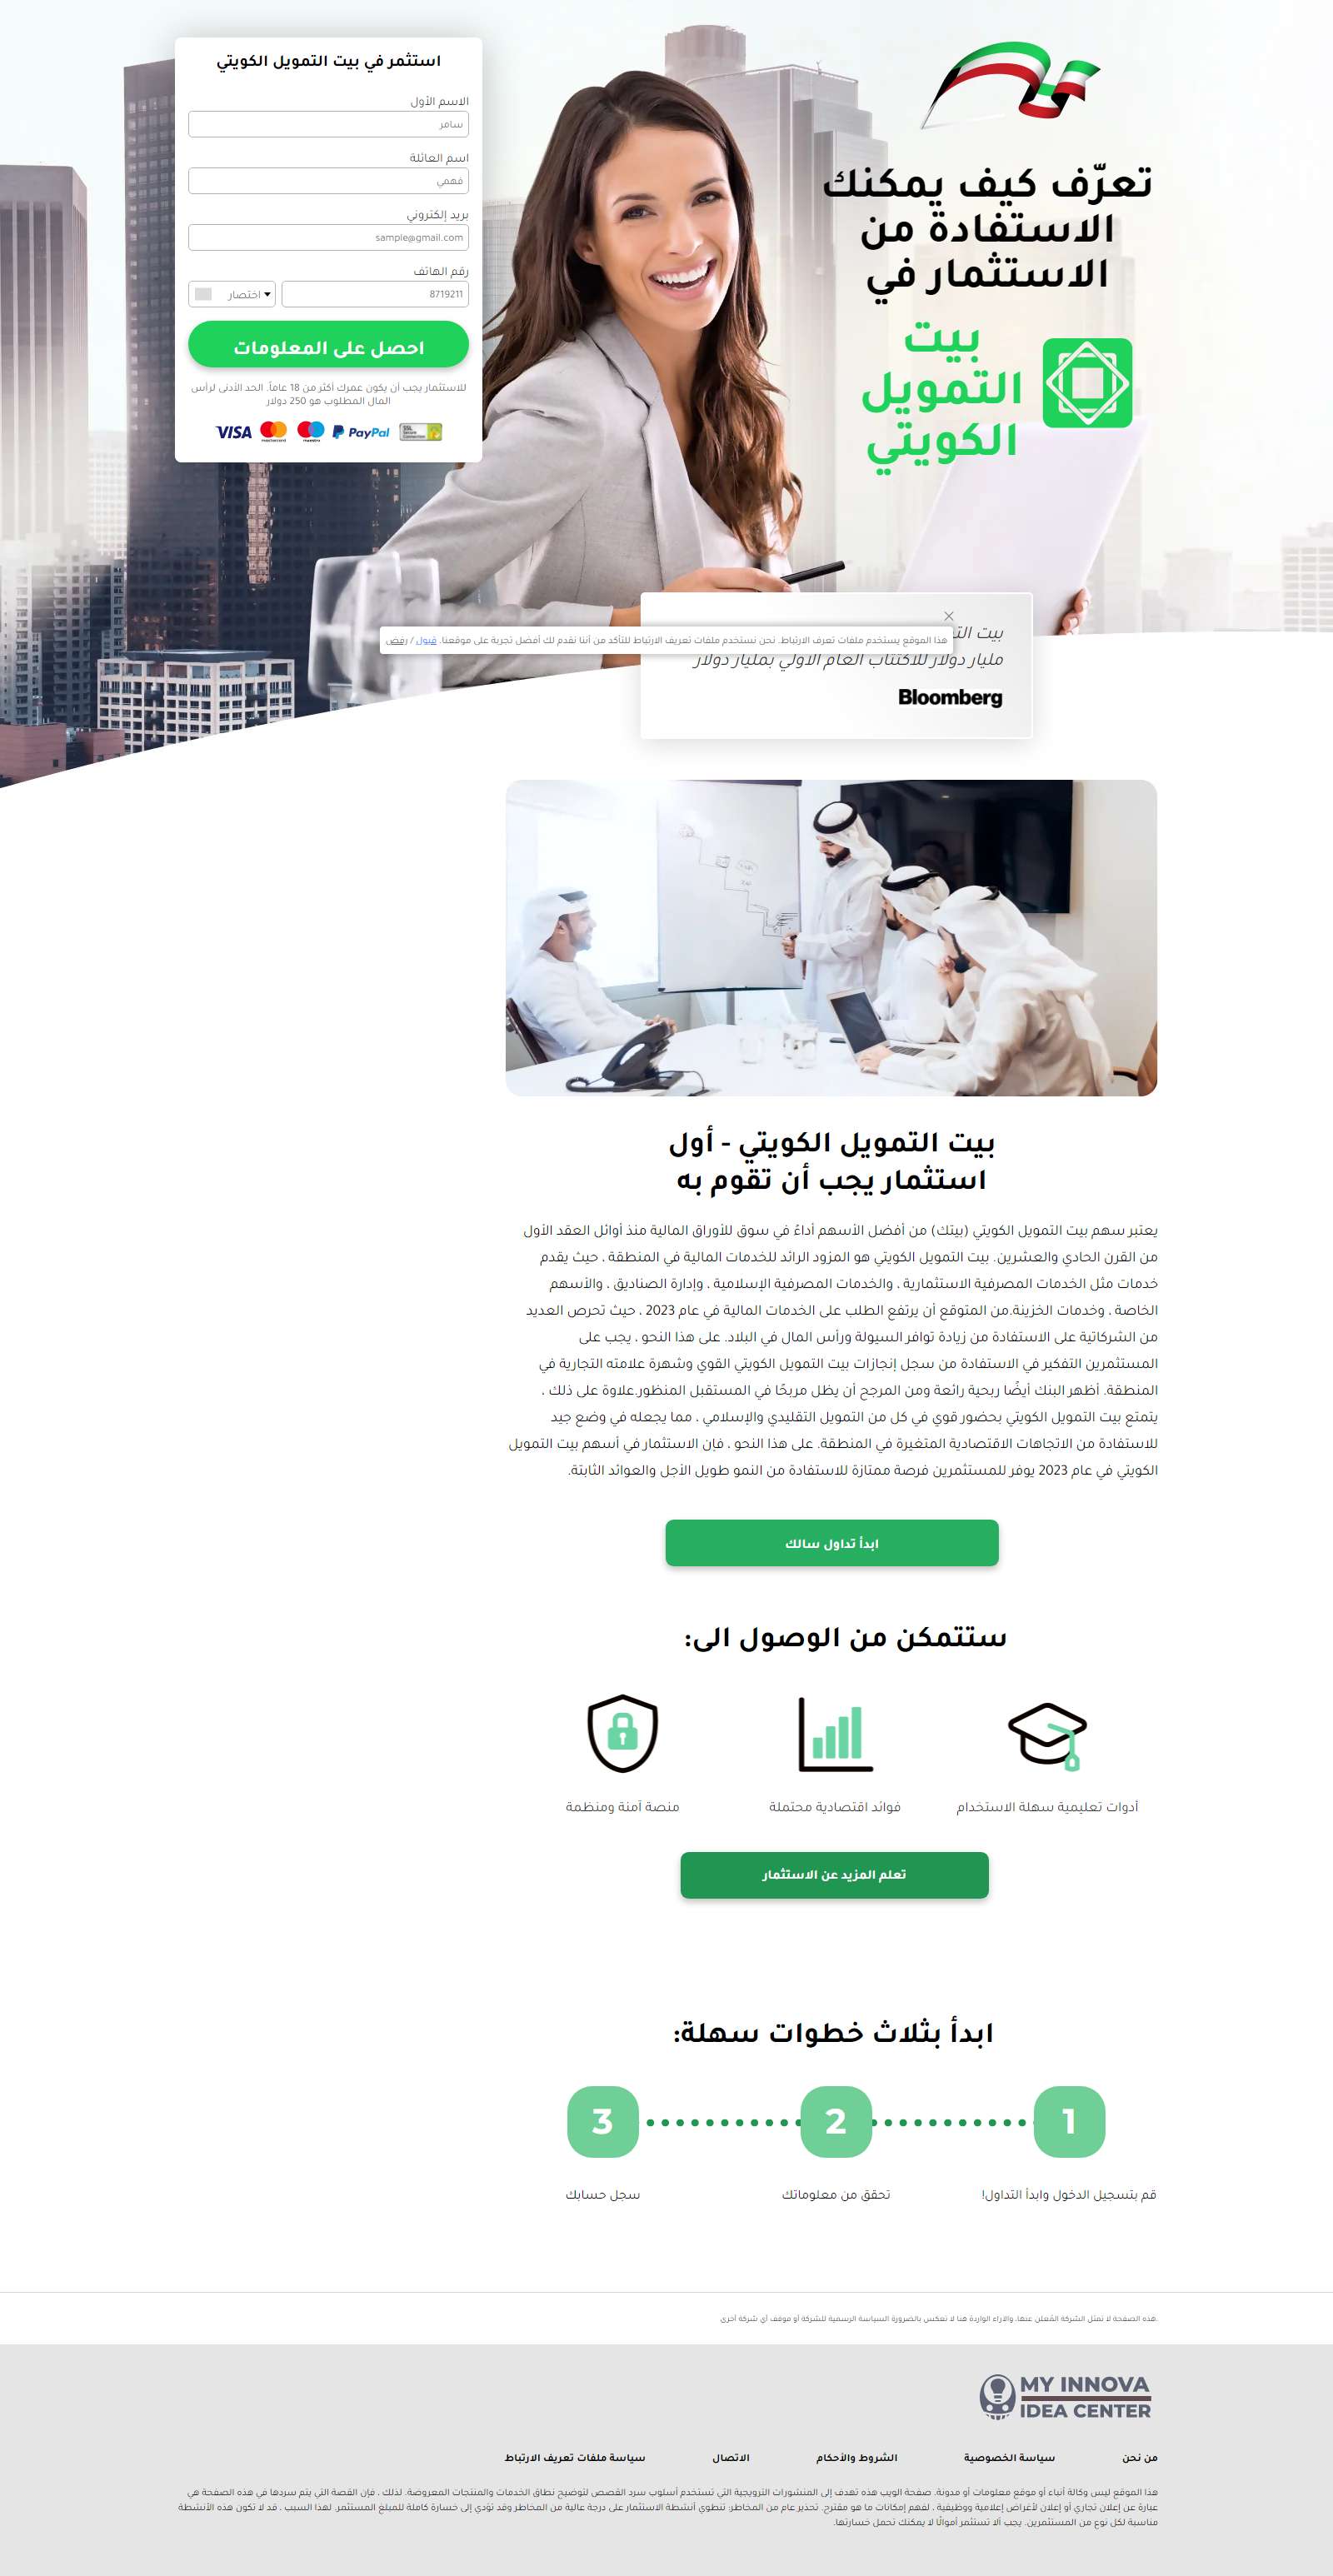 تعرّف كيف يمكنك
الاستفادة من
الاستثمار في
بيت
التمويل
الكويتي
استثمر في بيت التمويل الكويتي
الاسم الأول
سامر
اسم العائلة
فهمي
بريد إلكتروني
sample@gmail.com
رقم الهاتف
8719211
اختصار
احصل على المعلومات
للاستثمار يجب أن يكون عمرك أكثر من 18 عاماً. الحد الأدنى لرأس
المال المطلوب هو 250 دولار
VISA mastercard maestro PayPal SSL
بيت
هذا الموقع يستخدم ملفات تعرف الارتباط. نحن نستخدم ملفات تعريف الارتباط للتأكد من أننا نقدم لك أفضل تجربة على موقعنا. قبول / رفض
مليار دولار للاكتتاب العام الأولي بمليار دولار
Bloomberg
بيت التمويل الكويتي - أول
استثمار يجب أن تقوم به
يعتبر سهم بيت التمويل الكويتي (بيتك) من أفضل الأسهم أداءً في سوق للأوراق المالية منذ أوائل العقد الأول
من القرن الحادي والعشرين. بيت التمويل الكويتي هو المزود الرائد للخدمات المالية في المنطقة ، حيث يقدم
خدمات مثل الخدمات المصرفية الاستثمارية ، والخدمات المصرفية الإسلامية ، وإدارة الصناديق ، والأسهم
الخاصة ، وخدمات الخزينة.من المتوقع أن يرتفع الطلب على الخدمات المالية في عام 2023 ، حيث تحرص العديد
من الشركاتية على الاستفادة من زيادة توافر السيولة ورأس المال في البلاد. على هذا النحو ، يجب على
المستثمرين التفكير في الاستفادة من سجل إنجازات بيت التمويل الكويتي القوي وشهرة علامته التجارية في
المنطقة. أظهر البنك أيضًا ربحية رائعة ومن المرجح أن يظل مربحًا في المستقبل المنظور.علاوة على ذلك ،
يتمتع بيت التمويل الكويتي بحضور قوي في كل من التمويل التقليدي والإسلامي ، مما يجعله في وضع جيد
للاستفادة من الاتجاهات الاقتصادية المتغيرة في المنطقة. على هذا النحو ، فإن الاستثمار في أسهم بيت التمويل
الكويتي في عام 2023 يوفر للمستثمرين فرصة ممتازة للاستفادة من النمو طويل الأجل والعوائد الثابتة.
ابدأ تداول سالك
ستتمكن من الوصول الى:
أدوات تعليمية سهلة الاستخدام
فوائد اقتصادية محتملة
منصة آمنة ومنظمة
تعلم المزيد عن الاستثمار
ابدأ بثلاث خطوات سهلة:
1
2
3
قم بتسجيل الدخول وابدأ التداول!
تحقق من معلوماتك
سجل حسابك
هذه الصفحة لا تمثل الشركة المُعلن عنها، والآراء الواردة هنا لا تعكس بالضرورة السياسة الرسمية للشركة أو موقف أي شركة أخرى.
MY INNOVA
IDEA CENTER
من نحن
سياسة الخصوصية
الشروط والأحكام
الاتصال
سياسة ملفات تعريف الارتباط
هذا الموقع ليس وكالة أنباء أو موقع معلومات أو مدونة. صفحة الويب هذه تهدف إلى المنشورات الترويجية التي تستخدم أسلوب سرد القصص لتوضيح نطاق الخدمات والمنتجات المعروضة. لذلك ، فإن القصة التي يتم سردها في هذه الصفحة هي
عبارة عن إعلان تجاري أو إعلان لأغراض إعلامية ووظيفية ، لفهم إمكانات ما هو مقترح. تحذير عام من المخاطر: تنطوي أنشطة الاستثمار على درجة عالية من المخاطر وقد تؤدي إلى خسارة كاملة للمبلغ المستثمر. لهذا السبب ، قد لا تكون هذه الأنشطة
مناسبة لكل نوع من المستثمرين. يجب ألا تستثمر أموالًا لا يمكنك تحمل خسارتها.